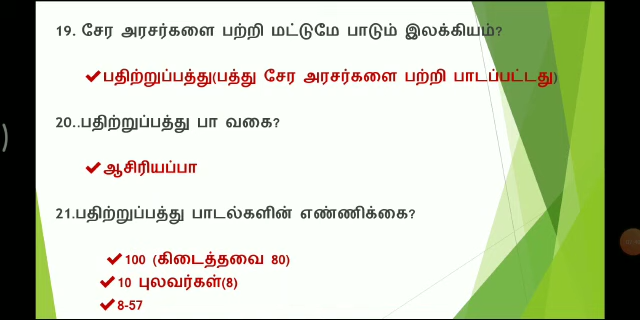 19. சேர அரசர்களை பற்றி மட்டுமே பாடும் இலக்கியம்?
✓பதிற்றுப்பத்து(பத்து சேர அரசர்களை பற்றி பாடப்பட்டது)
20..பதிற்றுப்பத்து பா வகை?
✓ஆசிரியப்பா
21.பதிற்றுப்பத்து பாடல்களின் எண்ணிக்கை?
✓100 (கிடைத்தவை 80)
✓10 புலவர்கள்(8)
✓8-57